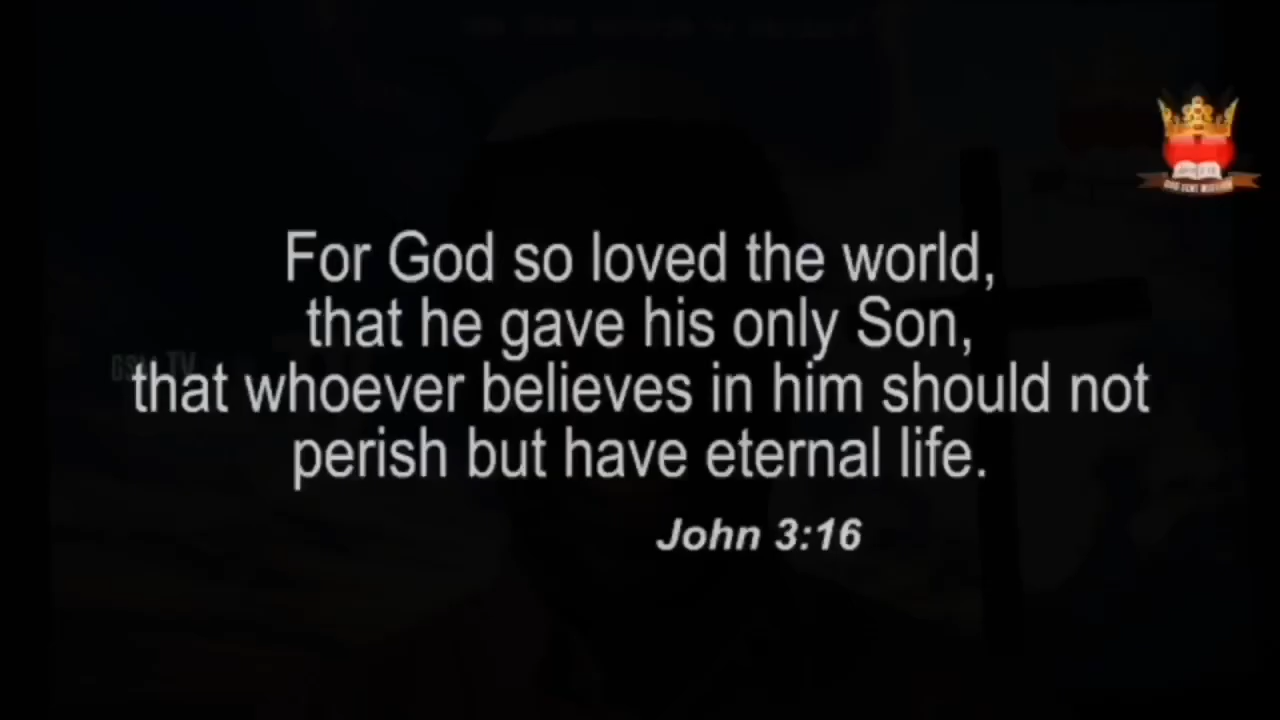 For God so loved the world,
that he gave his only Son,
that whoever believes in him should not
perish but have eternal life.
John 3:16